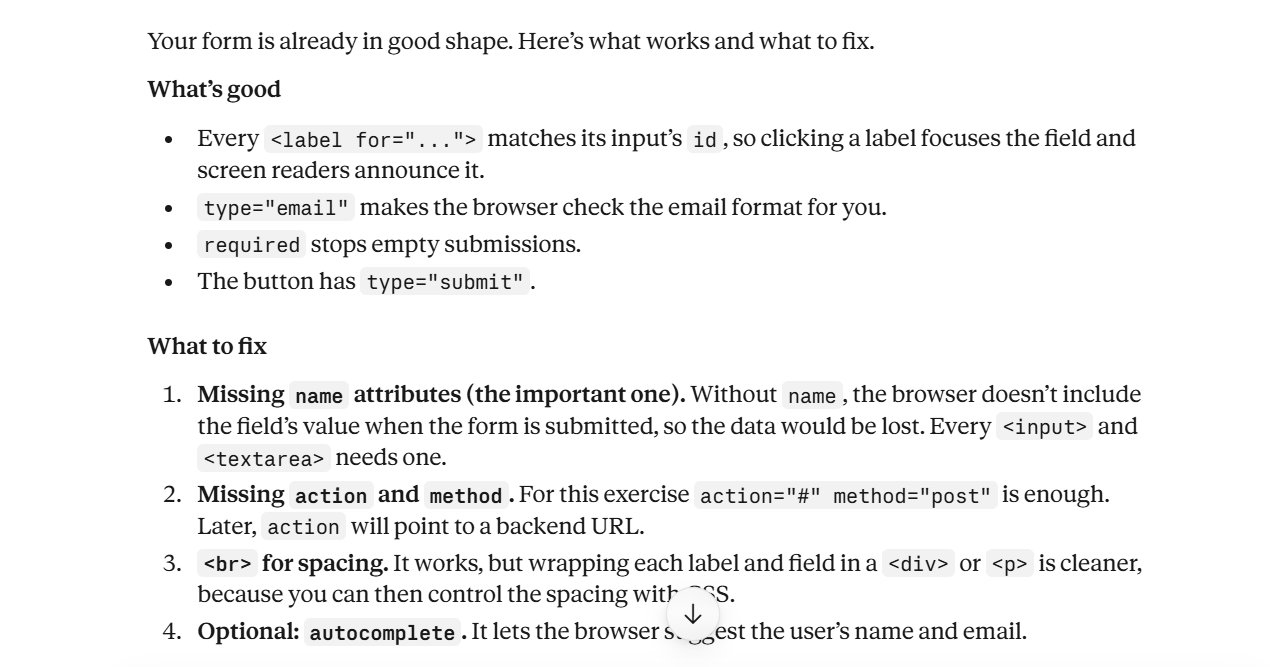 Your form is already in good shape. Here’s what works and what to fix.
What’s good
• Every <label for="..."> matches its input’s id, so clicking a label focuses the field and
screen readers announce it.
• type="email" makes the browser check the email format for you.
• required stops empty submissions.
• The button has type="submit".
What to fix
1. Missing name attributes (the important one). Without name, the browser doesn’t include
the field’s value when the form is submitted, so the data would be lost. Every <input> and
<textarea> needs one.
2. Missing action and method. For this exercise action="#" method="post" is enough.
Later, action will point to a backend URL.
3. <br> for spacing. It works, but wrapping each label and field in a <div> or <p> is cleaner,
because you can then control the spacing with CSS.
4. Optional: autocomplete. It lets the browser suggest the user’s name and email.